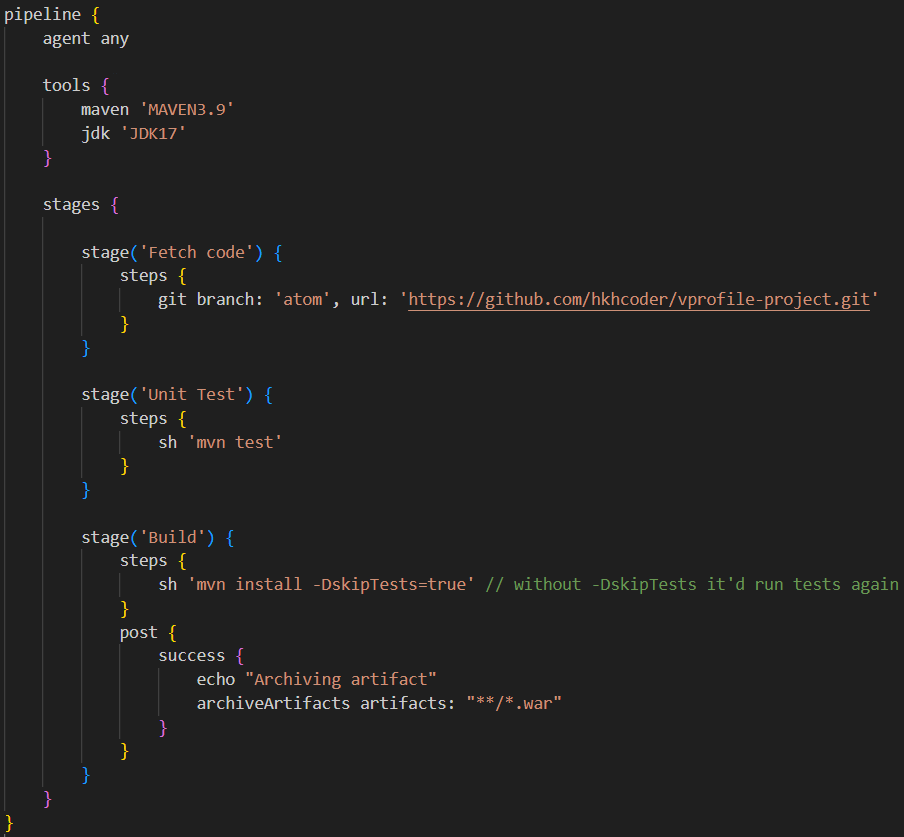 pipeline {
    agent any

    tools {
        maven 'MAVEN3.9'
        jdk 'JDK17'
    }

    stages {

        stage('Fetch code') {
            steps {
                git branch: 'atom', url: 'https://github.com/hkhcoder/vprofile-project.git'
            }
        }

        stage('Unit Test') {
            steps {
                sh 'mvn test'
            }
        }

        stage('Build') {
            steps {
                sh 'mvn install -DskipTests=true' // without -DskipTests it'd run tests again
            }
            post {
                success {
                    echo "Archiving artifact"
                    archiveArtifacts artifacts: "**/*.war"
                }
            }
        }
    }
}